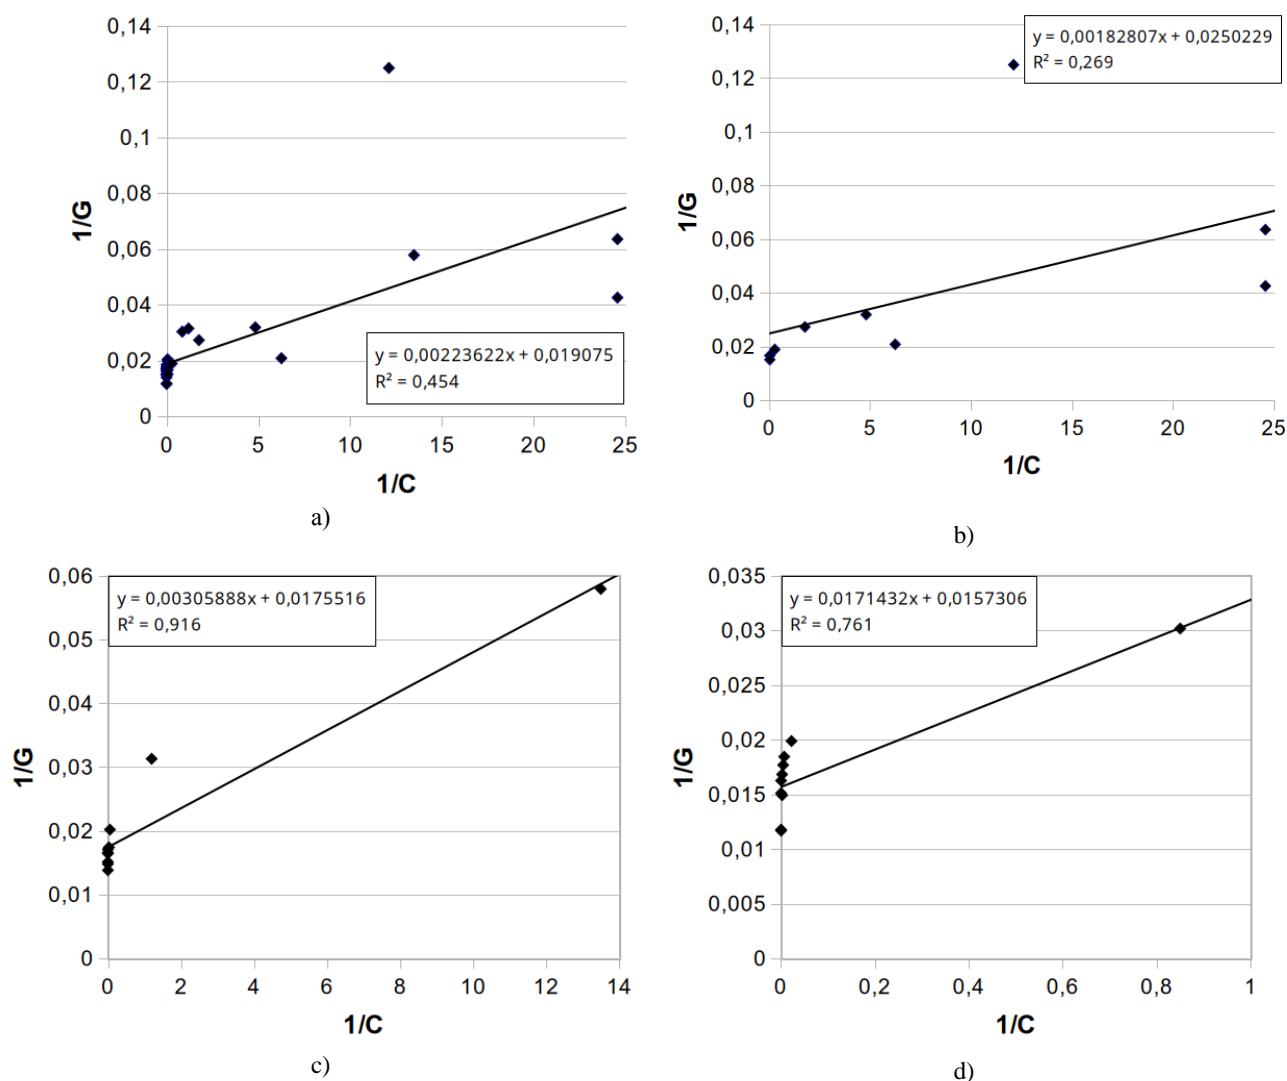 0,14
0,12
0,1
0,08
0,06
0,04
0,02
0
1/G
y = 0,00223622x + 0,019075
R² = 0,454
0 5 10 15 20 25
1/C
a)
0,14
0,12
0,1
0,08
0,06
0,04
0,02
0
1/G
y = 0,00182807x + 0,0250229
R² = 0,269
0 5 10 15 20 25
1/C
b)
0,06
0,05
0,04
0,03
0,02
0,01
0
1/G
y = 0,00305888x + 0,0175516
R² = 0,916
0 2 4 6 8 10 12 14
1/C
c)
0,035
0,03
0,025
0,02
0,015
0,01
0,005
0
1/G
y = 0,0171432x + 0,0157306
R² = 0,761
0 0,2 0,4 0,6 0,8 1
1/C
d)